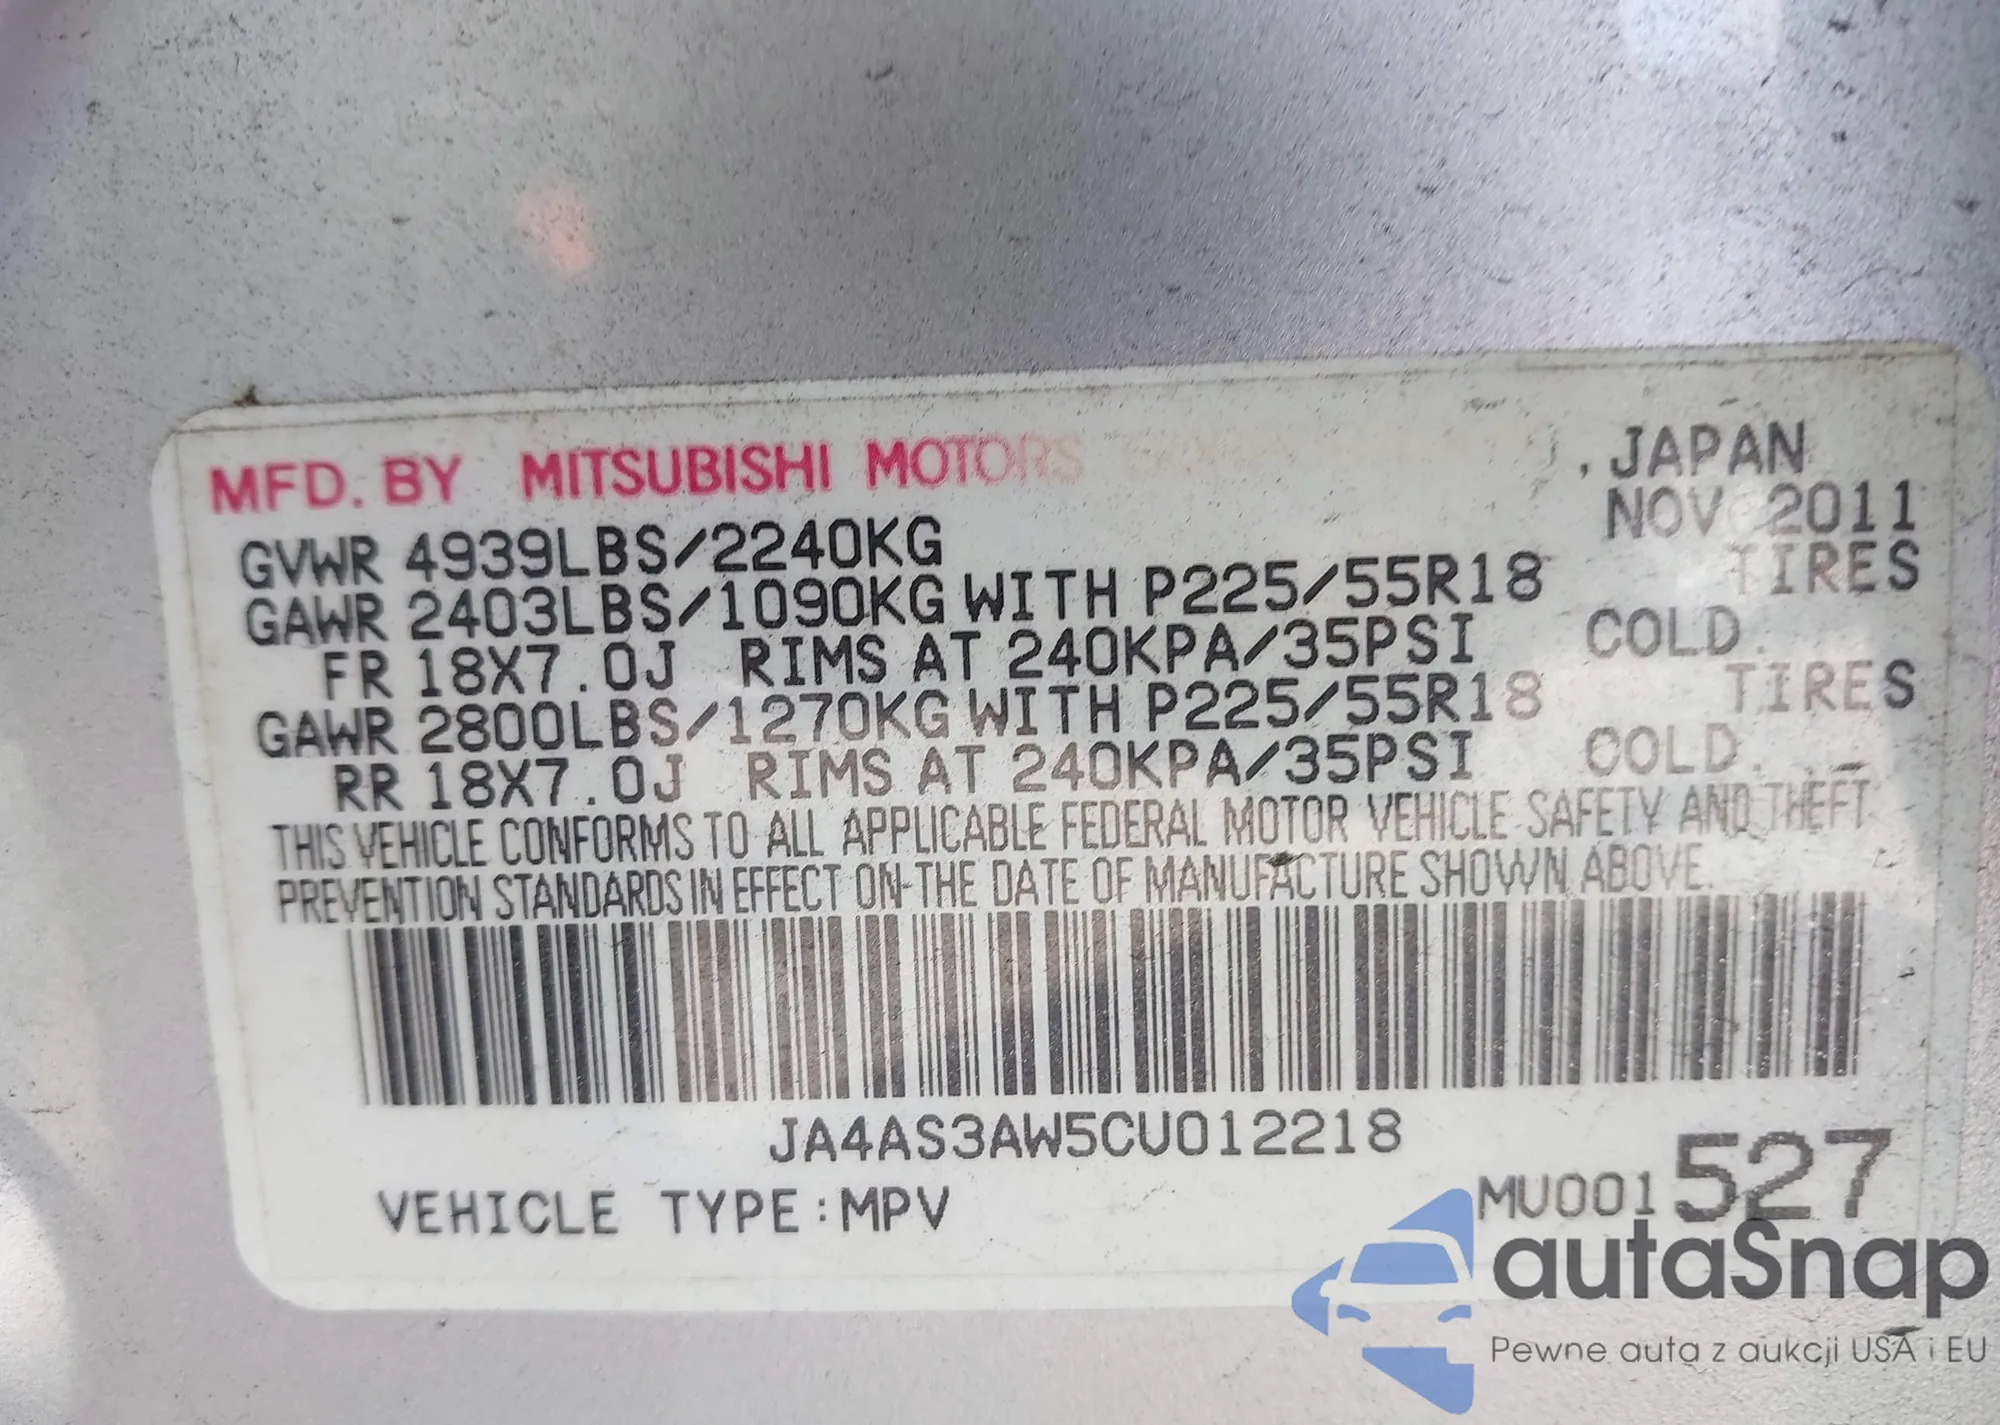 MFD. BY MITSUBISHI MOTORS , JAPAN
NOV 2011
GVWR 4939LBS/2240KG
GAWR 2403LBS/1090KG WITH P225/55R18 TIRES
FR 18X7.0J RIMS AT 240KPA/35PSI COLD.
GAWR 2800LBS/1270KG WITH P225/55R18 TIRES
RR 18X7.0J RIMS AT 240KPA/35PSI COLD.
THIS VEHICLE CONFORMS TO ALL APPLICABLE FEDERAL MOTOR VEHICLE SAFETY AND THEFT
PREVENTION STANDARDS IN EFFECT ON THE DATE OF MANUFACTURE SHOWN ABOVE.
JA4AS3AW5CU012218
VEHICLE TYPE:MPV MU001527
autaSnap
Pewne auta z aukcji USA i EU